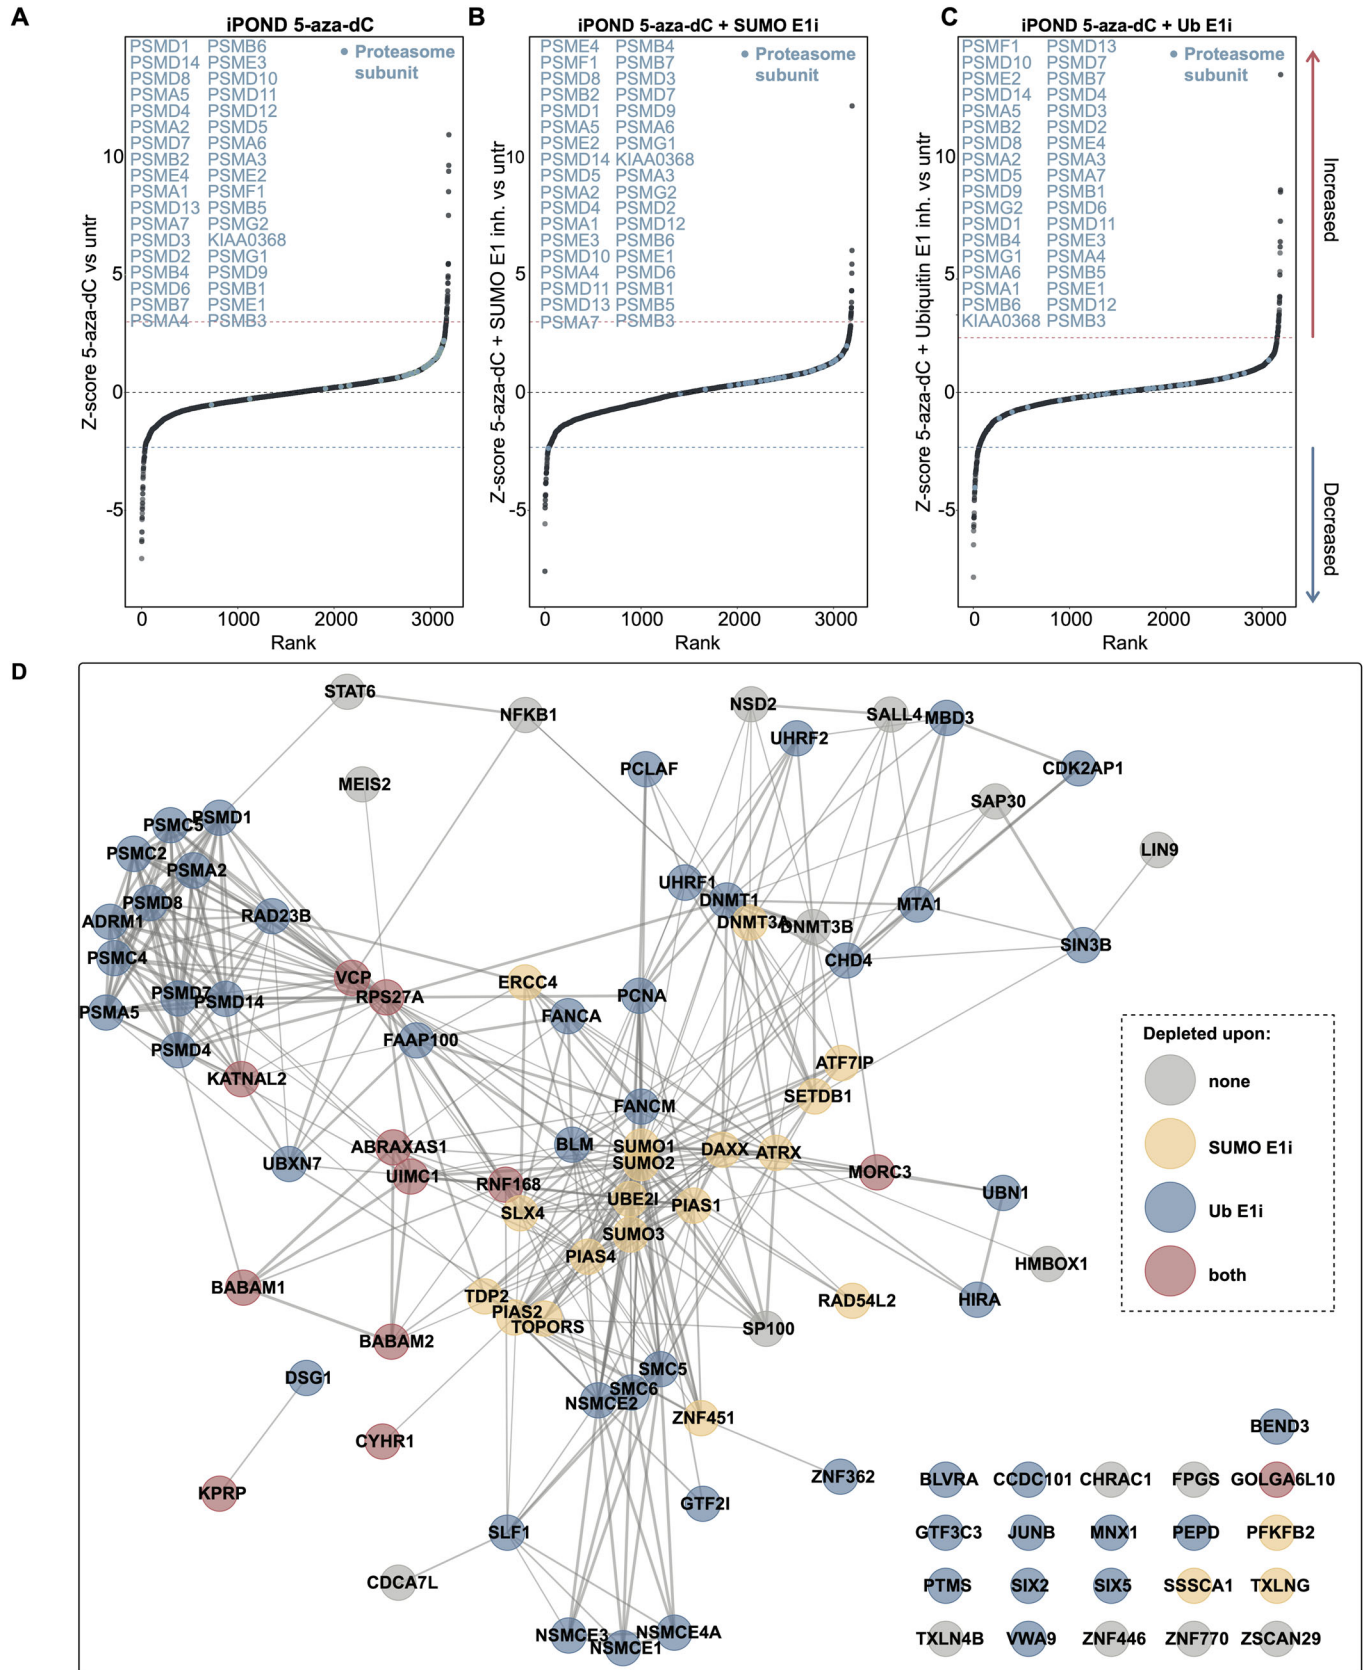 A
iPOND 5-aza-dC
PSMD1 PSMB6
PSMD14 PSME3
PSMD8 PSMD10
PSMA5 PSMD11
PSMD4 PSMD12
PSMA2 PSMD5
PSMD7 PSMA6
PSMB2 PSMA3
PSME4 PSME2
PSMA1 PSMF1
PSMD13 PSMB5
PSMA7 PSMG2
PSMD3 KIAA0368
PSMD2 PSMG1
PSMB4 PSMD9
PSMD6 PSMB1
PSMB7 PSME1
PSMA4 PSMB3
Proteasome
subunit
Z-score 5-aza-dC vs untr
10
5
0
-5
0 1000 2000 3000
Rank
B
iPOND 5-aza-dC + SUMO E1i
PSME4 PSMB4
PSMF1 PSMB7
PSMD8 PSMD3
PSMB2 PSMD7
PSMD1 PSMD9
PSMA5 PSMA6
PSME2 PSMG1
PSMD14 KIAA0368
PSMD5 PSMA3
PSMA2 PSMG2
PSMD4 PSMD2
PSMA1 PSMD12
PSME3 PSMB6
PSMD10 PSME1
PSMA4 PSMD6
PSMD11 PSMB1
PSMD13 PSMB5
PSMA7 PSMB3
Proteasome
subunit
Z-score 5-aza-dC + SUMO E1 inh. vs untr
10
5
0
-5
0 1000 2000 3000
Rank
C
iPOND 5-aza-dC + Ub E1i
PSMF1 PSMD13
PSMD10 PSMD7
PSME2 PSMB7
PSMD14 PSMD4
PSMA5 PSMD3
PSMB2 PSMD2
PSMD8 PSME4
PSMA2 PSMA3
PSMD5 PSMA7
PSMD9 PSMB1
PSMG2 PSMD6
PSMD1 PSMD11
PSMB4 PSME3
PSMG1 PSMA4
PSMA6 PSMB5
PSMA1 PSME1
PSMB6 PSMD12
KIAA0368 PSMB3
Proteasome
subunit
Z-score 5-aza-dC + Ubiquitin E1 inh. vs untr
10
5
0
-5
0 1000 2000 3000
Rank
Increased
Decreased
D
STAT6
NFKB1
NSD2
SALL4
MBD3
UHRF2
PCLAF
CDK2AP1
MEIS2
SAP30
PSMD1
PSMC5
LIN9
PSMC2
PSMA2
UHRF1
DNMT1
PSMD8
MTA1
ADRM1
RAD23B
DNMT3A
DNMT3B
SIN3B
PSMC4
CHD4
VCP
ERCC4
RPS27A
PCNA
PSMD7
PSMD14
PSMA5
FANCA
FAAP100
PSMD4
ATF7IP
KATNAL2
SETDB1
FANCM
ABRAXAS1
BLM
SUMO1
DAXX
ATRX
UBXN7
SUMO2
UIMC1
MORC3
RNF168
UBN1
UBE2I
PIAS1
SLX4
SUMO3
PIAS4
HMBOX1
BABAM1
TDP2
RAD54L2
HIRA
PIAS2
TOPORS
SP100
BABAM2
DSG1
SMC5
SMC6
NSMCE2
ZNF451
CYHR1
ZNF362
KPRP
GTF2I
SLF1
CDCA7L
NSMCE3
NSMCE1
NSMCE4A
Depleted upon:
none
SUMO E1i
Ub E1i
both
BEND3
BLVRA CCDC101 CHRAC1 FPGS GOLGA6L10
GTF3C3 JUNB MNX1 PEPD PFKFB2
PTMS SIX2 SIX5 SSSCA1 TXLNG
TXLN4B VWA9 ZNF446 ZNF770 ZSCAN29